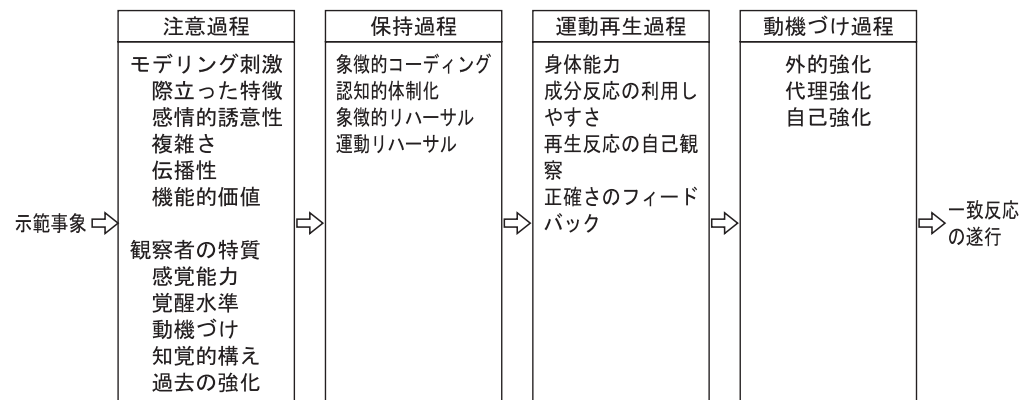 注意過程
モデリング刺激
際立った特徴
感情的誘意性
複雑さ
伝播性
機能的価値
観察者の特質
感覚能力
覚醒水準
動機づけ
知覚的構え
過去の強化
保持過程
象徴的コーディング
認知的体制化
象徴的リハーサル
運動リハーサル
運動再生過程
身体能力
成分反応の利用し
やすさ
再生反応の自己観
察
正確さのフィード
バック
動機づけ過程
外的強化
代理強化
自己強化
示範事象
一致反応
の遂行